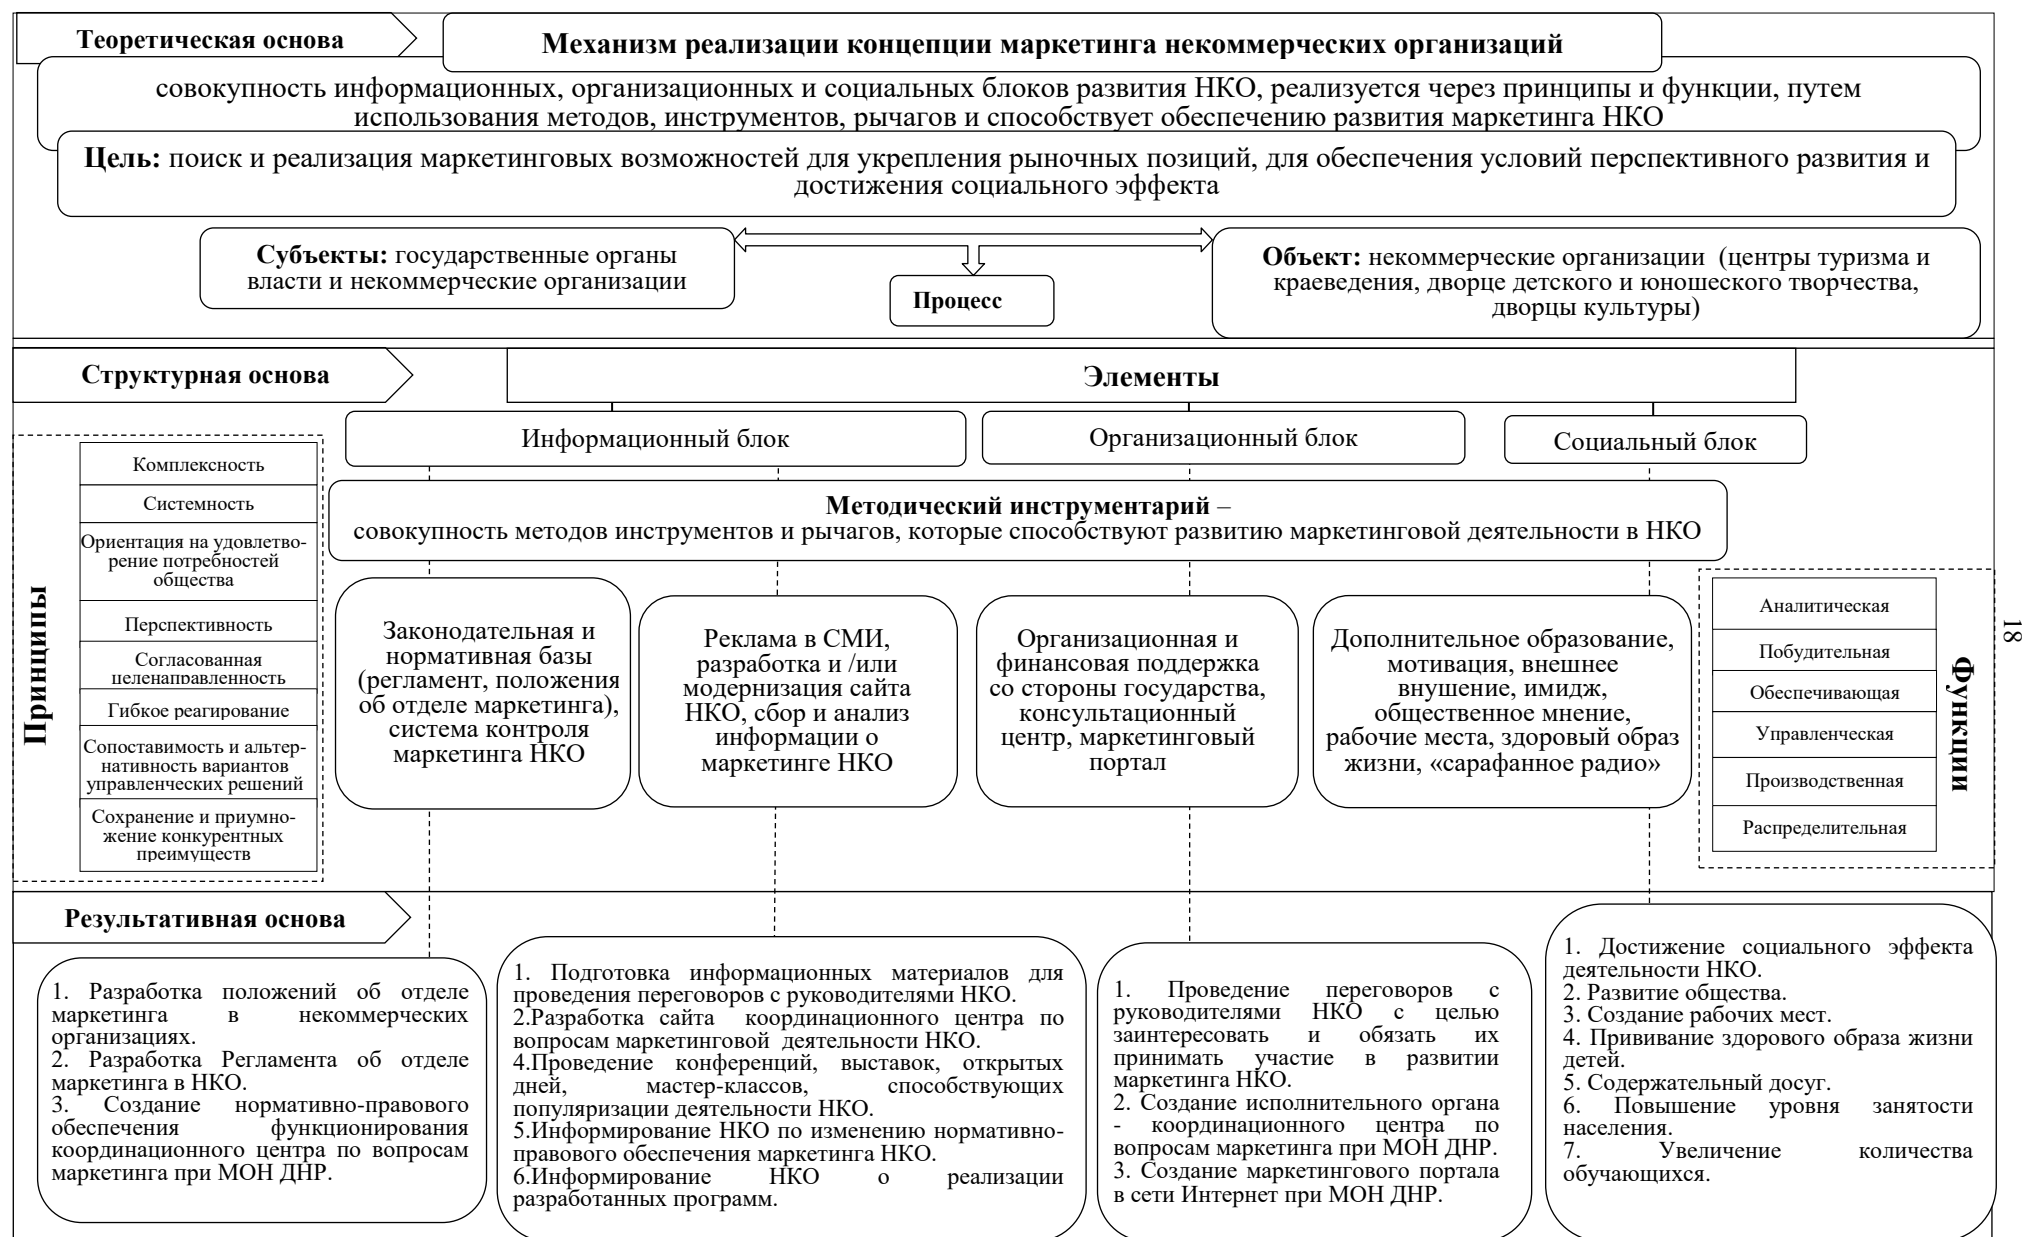 Теоретическая основа
Механизм реализации концепции маркетинга некоммерческих организаций
совокупность информационных, организационных и социальных блоков развития НКО, реализуется через принципы и функции, путем
использования методов, инструментов, рычагов и способствует обеспечению развития маркетинга НКО
Цель: поиск и реализация маркетинговых возможностей для укрепления рыночных позиций, для обеспечения условий перспективного развития и
достижения социального эффекта
Субъекты: государственные органы
власти и некоммерческие организации
Процесс
Объект: некоммерческие организации (центры туризма и
краеведения, дворце детского и юношеского творчества,
дворцы культуры)
Структурная основа
Элементы
Информационный блок
Организационный блок
Социальный блок
Принципы
Комплексность
Системность
Ориентация на удовлетво-
рение потребностей
общества
Перспективность
Согласованная
целенаправленность
Гибкое реагирование
Сопоставимость и альтер-
нативность вариантов
управленческих решений
Сохранение и приумно-
жение конкурентных
преимуществ
Методический инструментарий –
совокупность методов инструментов и рычагов, которые способствуют развитию маркетинговой деятельности в НКО
Законодательная и
нормативная базы
(регламент, положения
об отделе маркетинга),
система контроля
маркетинга НКО
Реклама в СМИ,
разработка и /или
модернизация сайта
НКО, сбор и анализ
информации о
маркетинге НКО
Организационная и
финансовая поддержка
со стороны государства,
консультационный
центр, маркетинговый
портал
Дополнительное образование,
мотивация, внешнее
внушение, имидж,
общественное мнение,
рабочие места, здоровый образ
жизни, «сарафанное радио»
Аналитическая
Побудительная
Обеспечивающая
Управленческая
Производственная
Распределительная
Функции
18
Результативная основа
1. Разработка положений об отделе
маркетинга в некоммерческих
организациях.
2. Разработка Регламента об отделе
маркетинга в НКО.
3. Создание нормативно-правового
обеспечения функционирования
координационного центра по вопросам
маркетинга при МОН ДНР.
1. Подготовка информационных материалов для
проведения переговоров с руководителями НКО.
2.Разработка сайта координационного центра по
вопросам маркетинговой деятельности НКО.
4.Проведение конференций, выставок, открытых
дней, мастер-классов, способствующих
популяризации деятельности НКО.
5.Информирование НКО по изменению нормативно-
правового обеспечения маркетинга НКО.
6.Информирование НКО о реализации
разработанных программ.
1. Проведение переговоров с
руководителями НКО с целью
заинтересовать и обязать их
принимать участие в развитии
маркетинга НКО.
2. Создание исполнительного органа
- координационного центра по
вопросам маркетинга при МОН ДНР.
3. Создание маркетингового портала
в сети Интернет при МОН ДНР.
1. Достижение социального эффекта
деятельности НКО.
2. Развитие общества.
3. Создание рабочих мест.
4. Прививание здорового образа жизни
детей.
5. Содержательный досуг.
6. Повышение уровня занятости
населения.
7. Увеличение количества
обучающихся.